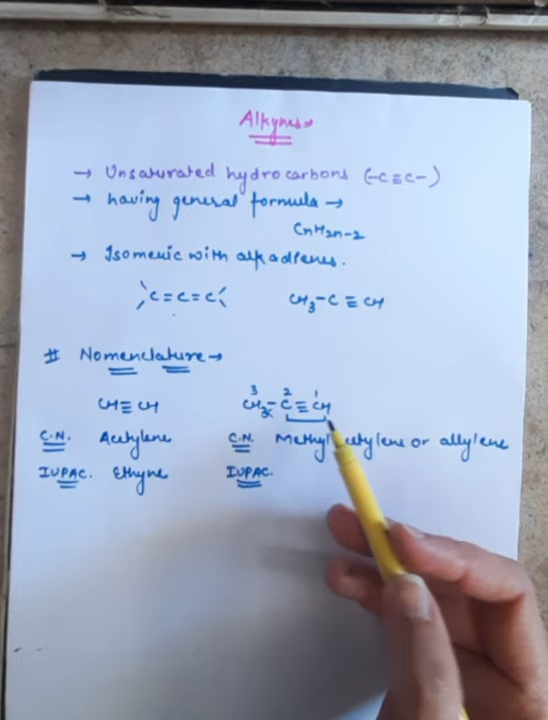 Alkynes
→ Unsaturated hydrocarbons (-C≡C-)
→ having general formula →
CnH2n-2
→ Isomeric with alkadienes.
C=C=C CH3-C≡CH
# Nomenclature →
3 2 1
CH≡CH CH3-C≡CH
C.N. Acetylene C.N. Methyl acetylene or allylene
IUPAC. Ethyne IUPAC.